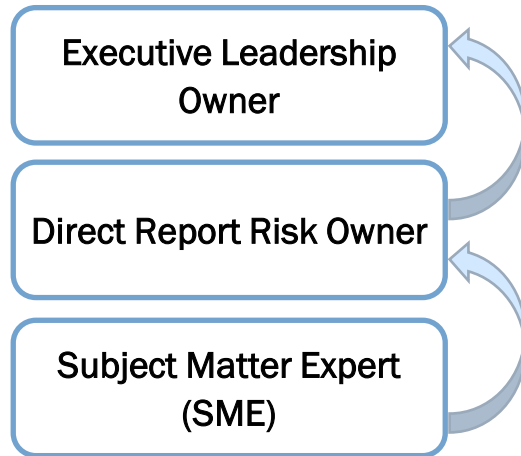 Executive Leadership
Owner
Direct Report Risk Owner
Subject Matter Expert
(SME)